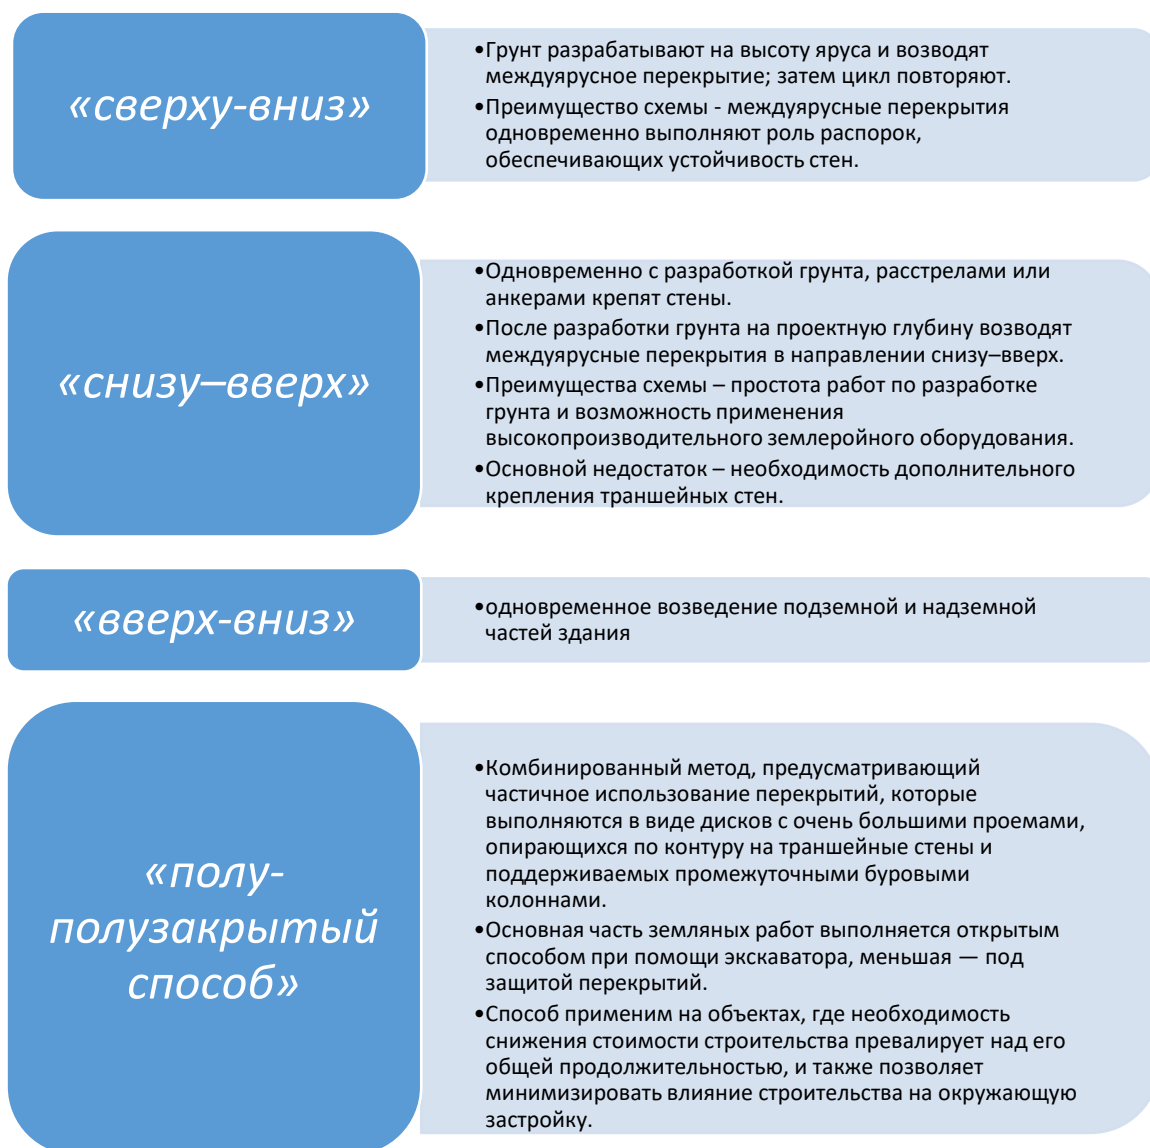 «сверху-вниз»
•Грунт разрабатывают на высоту яруса и возводят
междуярусное перекрытие; затем цикл повторяют.
•Преимущество схемы - междуярусные перекрытия
одновременно выполняют роль распорок,
обеспечивающих устойчивость стен.
«снизу–вверх»
•Одновременно с разработкой грунта, расстрелами или
анкерами крепят стены.
•После разработки грунта на проектную глубину возводят
междуярусные перекрытия в направлении снизу–вверх.
•Преимущества схемы – простота работ по разработке
грунта и возможность применения
высокопроизводительного землеройного оборудования.
•Основной недостаток – необходимость дополнительного
крепления траншейных стен.
«вверх-вниз»
•одновременное возведение подземной и надземной
частей здания
«полу-
полузакрытый
способ»
•Комбинированный метод, предусматривающий
частичное использование перекрытий, которые
выполняются в виде дисков с очень большими проемами,
опирающихся по контуру на траншейные стены и
поддерживаемых промежуточными буровыми
колоннами.
•Основная часть земляных работ выполняется открытым
способом при помощи экскаватора, меньшая — под
защитой перекрытий.
•Способ применим на объектах, где необходимость
снижения стоимости строительства превалирует над его
общей продолжительностью, и также позволяет
минимизировать влияние строительства на окружающую
застройку.